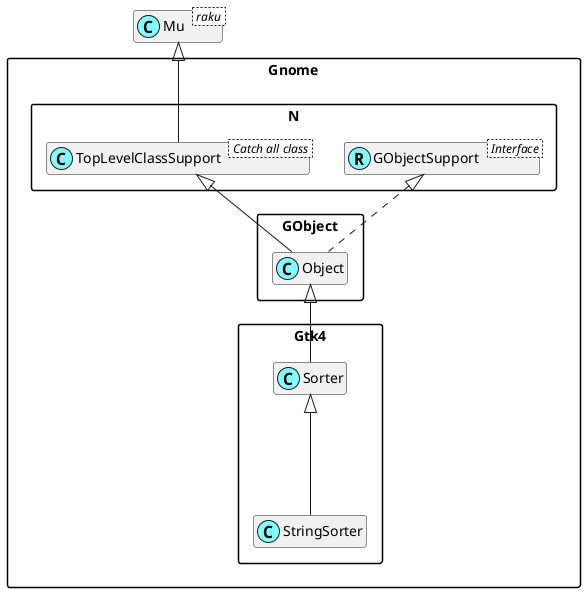 C Mu raku
Gnome
N
C TopLevelClassSupport Catch all class
R GObjectSupport Interface
GObject
C Object
Gtk4
C Sorter
C StringSorter